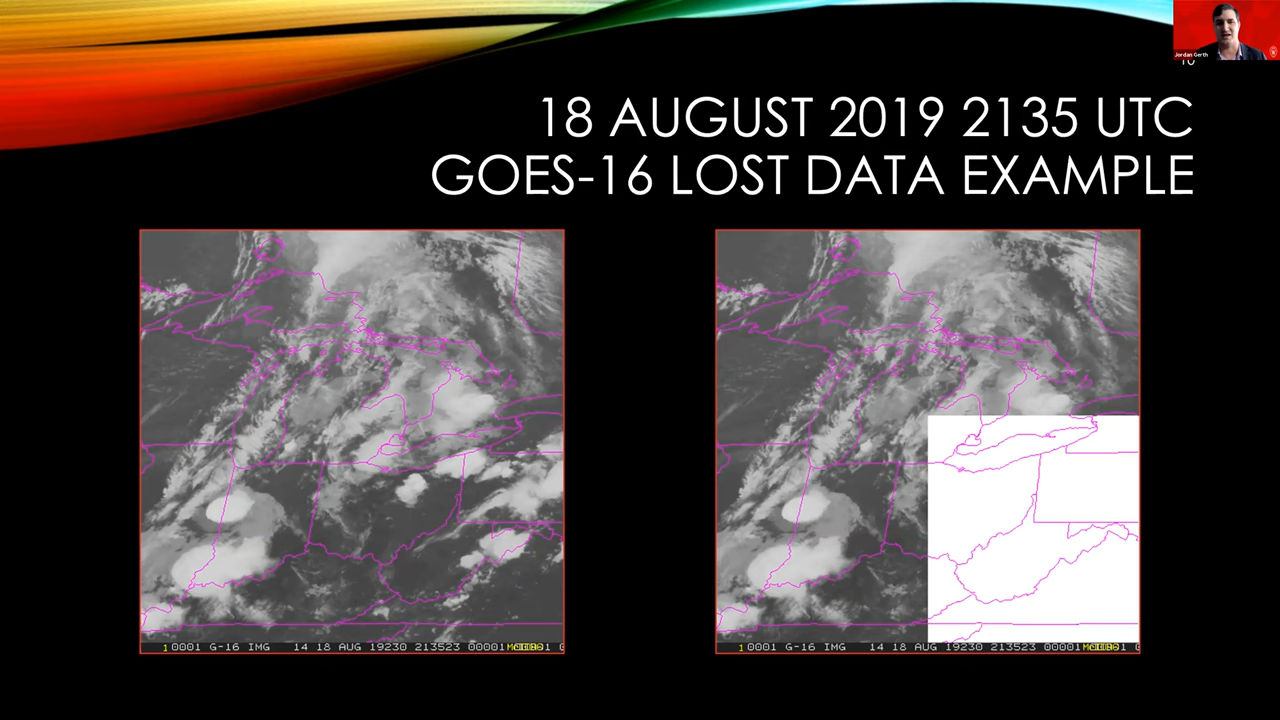 Jordan Gerth
18 AUGUST 2019 2135 UTC
GOES-16 LOST DATA EXAMPLE
1 0001 G-16 IMG 14 18 AUG 19230 213523 00001
1 0001 G-16 IMG 14 18 AUG 19230 213523 00001